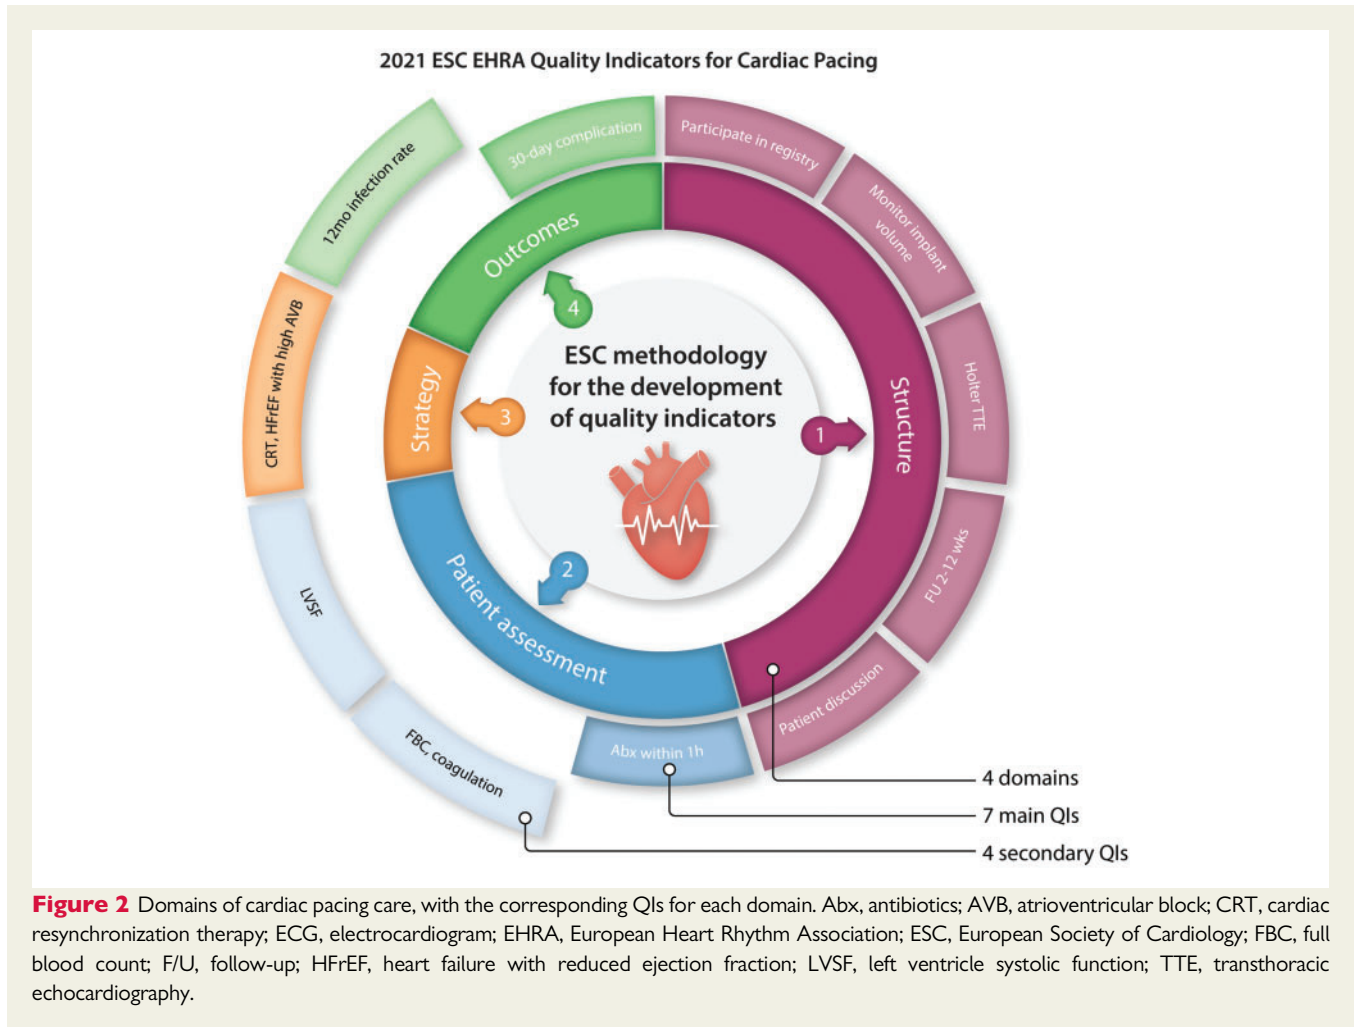 2021 ESC EHRA Quality Indicators for Cardiac Pacing
30-day complication
Participate in registry
Monitor implant
volume
Holter TTE
FU 2-12 wks
Patient discussion
Abx within 1h
FBC, coagulation
LVSF
CRT, HFrEF with high AVB
12mo infection rate
Outcomes
Structure
Patient assessment
Strategy
4
3
2
1
ESC methodology
for the development
of quality indicators
4 domains
7 main QIs
4 secondary QIs
Figure 2 Domains of cardiac pacing care, with the corresponding QIs for each domain. Abx, antibiotics; AVB, atrioventricular block; CRT, cardiac
resynchronization therapy; ECG, electrocardiogram; EHRA, European Heart Rhythm Association; ESC, European Society of Cardiology; FBC, full
blood count; F/U, follow-up; HFrEF, heart failure with reduced ejection fraction; LVSF, left ventricle systolic function; TTE, transthoracic
echocardiography.